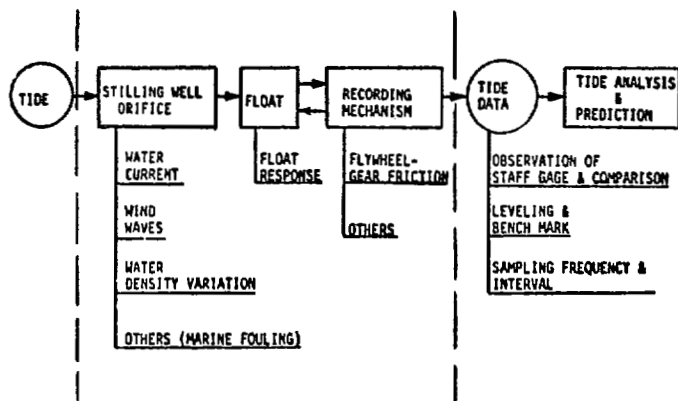 TIDE
STILLING WELL
ORIFICE
FLOAT
RECORDING
MECHANISM
TIDE
DATA
TIDE ANALYSIS
&
PREDICTION
WATER
CURRENT
WIND
WAVES
WATER
DENSITY VARIATION
OTHERS (MARINE FOULING)
FLOAT
RESPONSE
FLYWHEEL-
GEAR FRICTION
OTHERS
OBSERVATION OF
STAFF GAGE & COMPARISON
LEVELING &
BENCH MARK
SAMPLING FREQUENCY &
INTERVAL